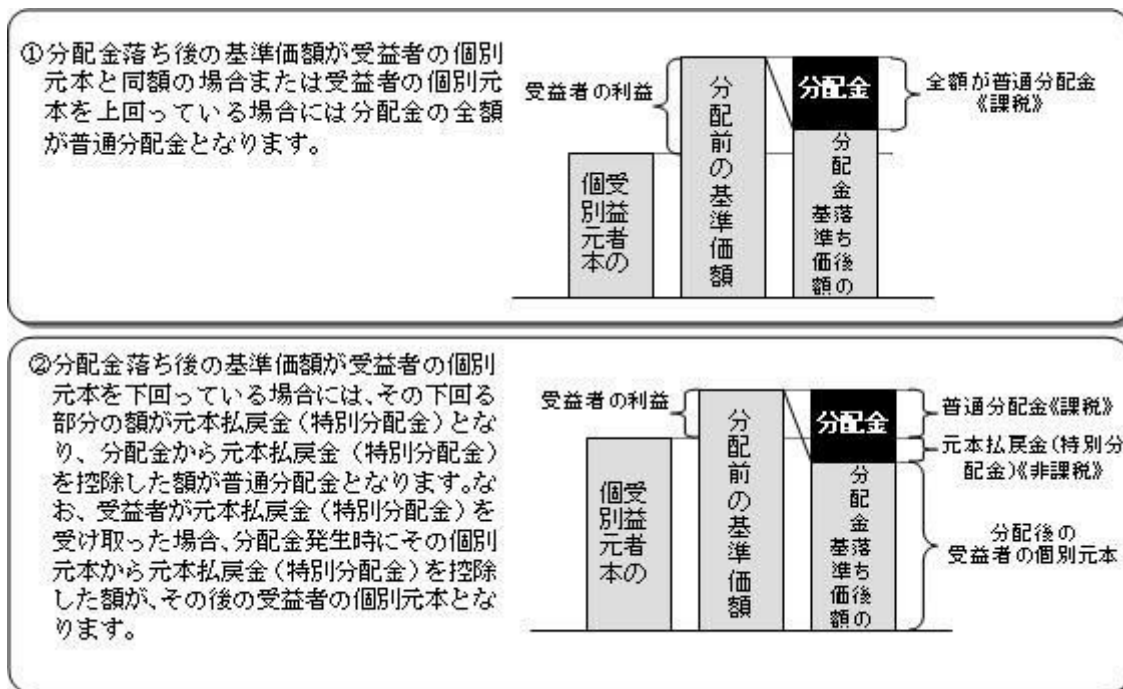 ①分配金落ち後の基準価額が受益者の個別
元本と同額の場合または受益者の個別元
本を上回っている場合には分配金の全額
が普通分配金となります。
受益者の利益
個別元本
受益者の
分配前の基準価額
分配金
分配金落ち後の
基準価額
全額が普通分配金
《課税》
②分配金落ち後の基準価額が受益者の個別
元本を下回っている場合には、その下回る
部分の額が元本払戻金(特別分配金)とな
り、分配金から元本払戻金(特別分配金)
を控除した額が普通分配金となります。な
お、受益者が元本払戻金(特別分配金)を
受け取った場合、分配金発生時にその個別
元本から元本払戻金(特別分配金)を控除
した額が、その後の受益者の個別元本とな
ります。
受益者の利益
受益者の
個別元本
分配前の基準価額
分配金
分配金落ち後の
基準価額
普通分配金《課税》
元本払戻金(特別分
配金)《非課税》
分配後の
受益者の個別元本